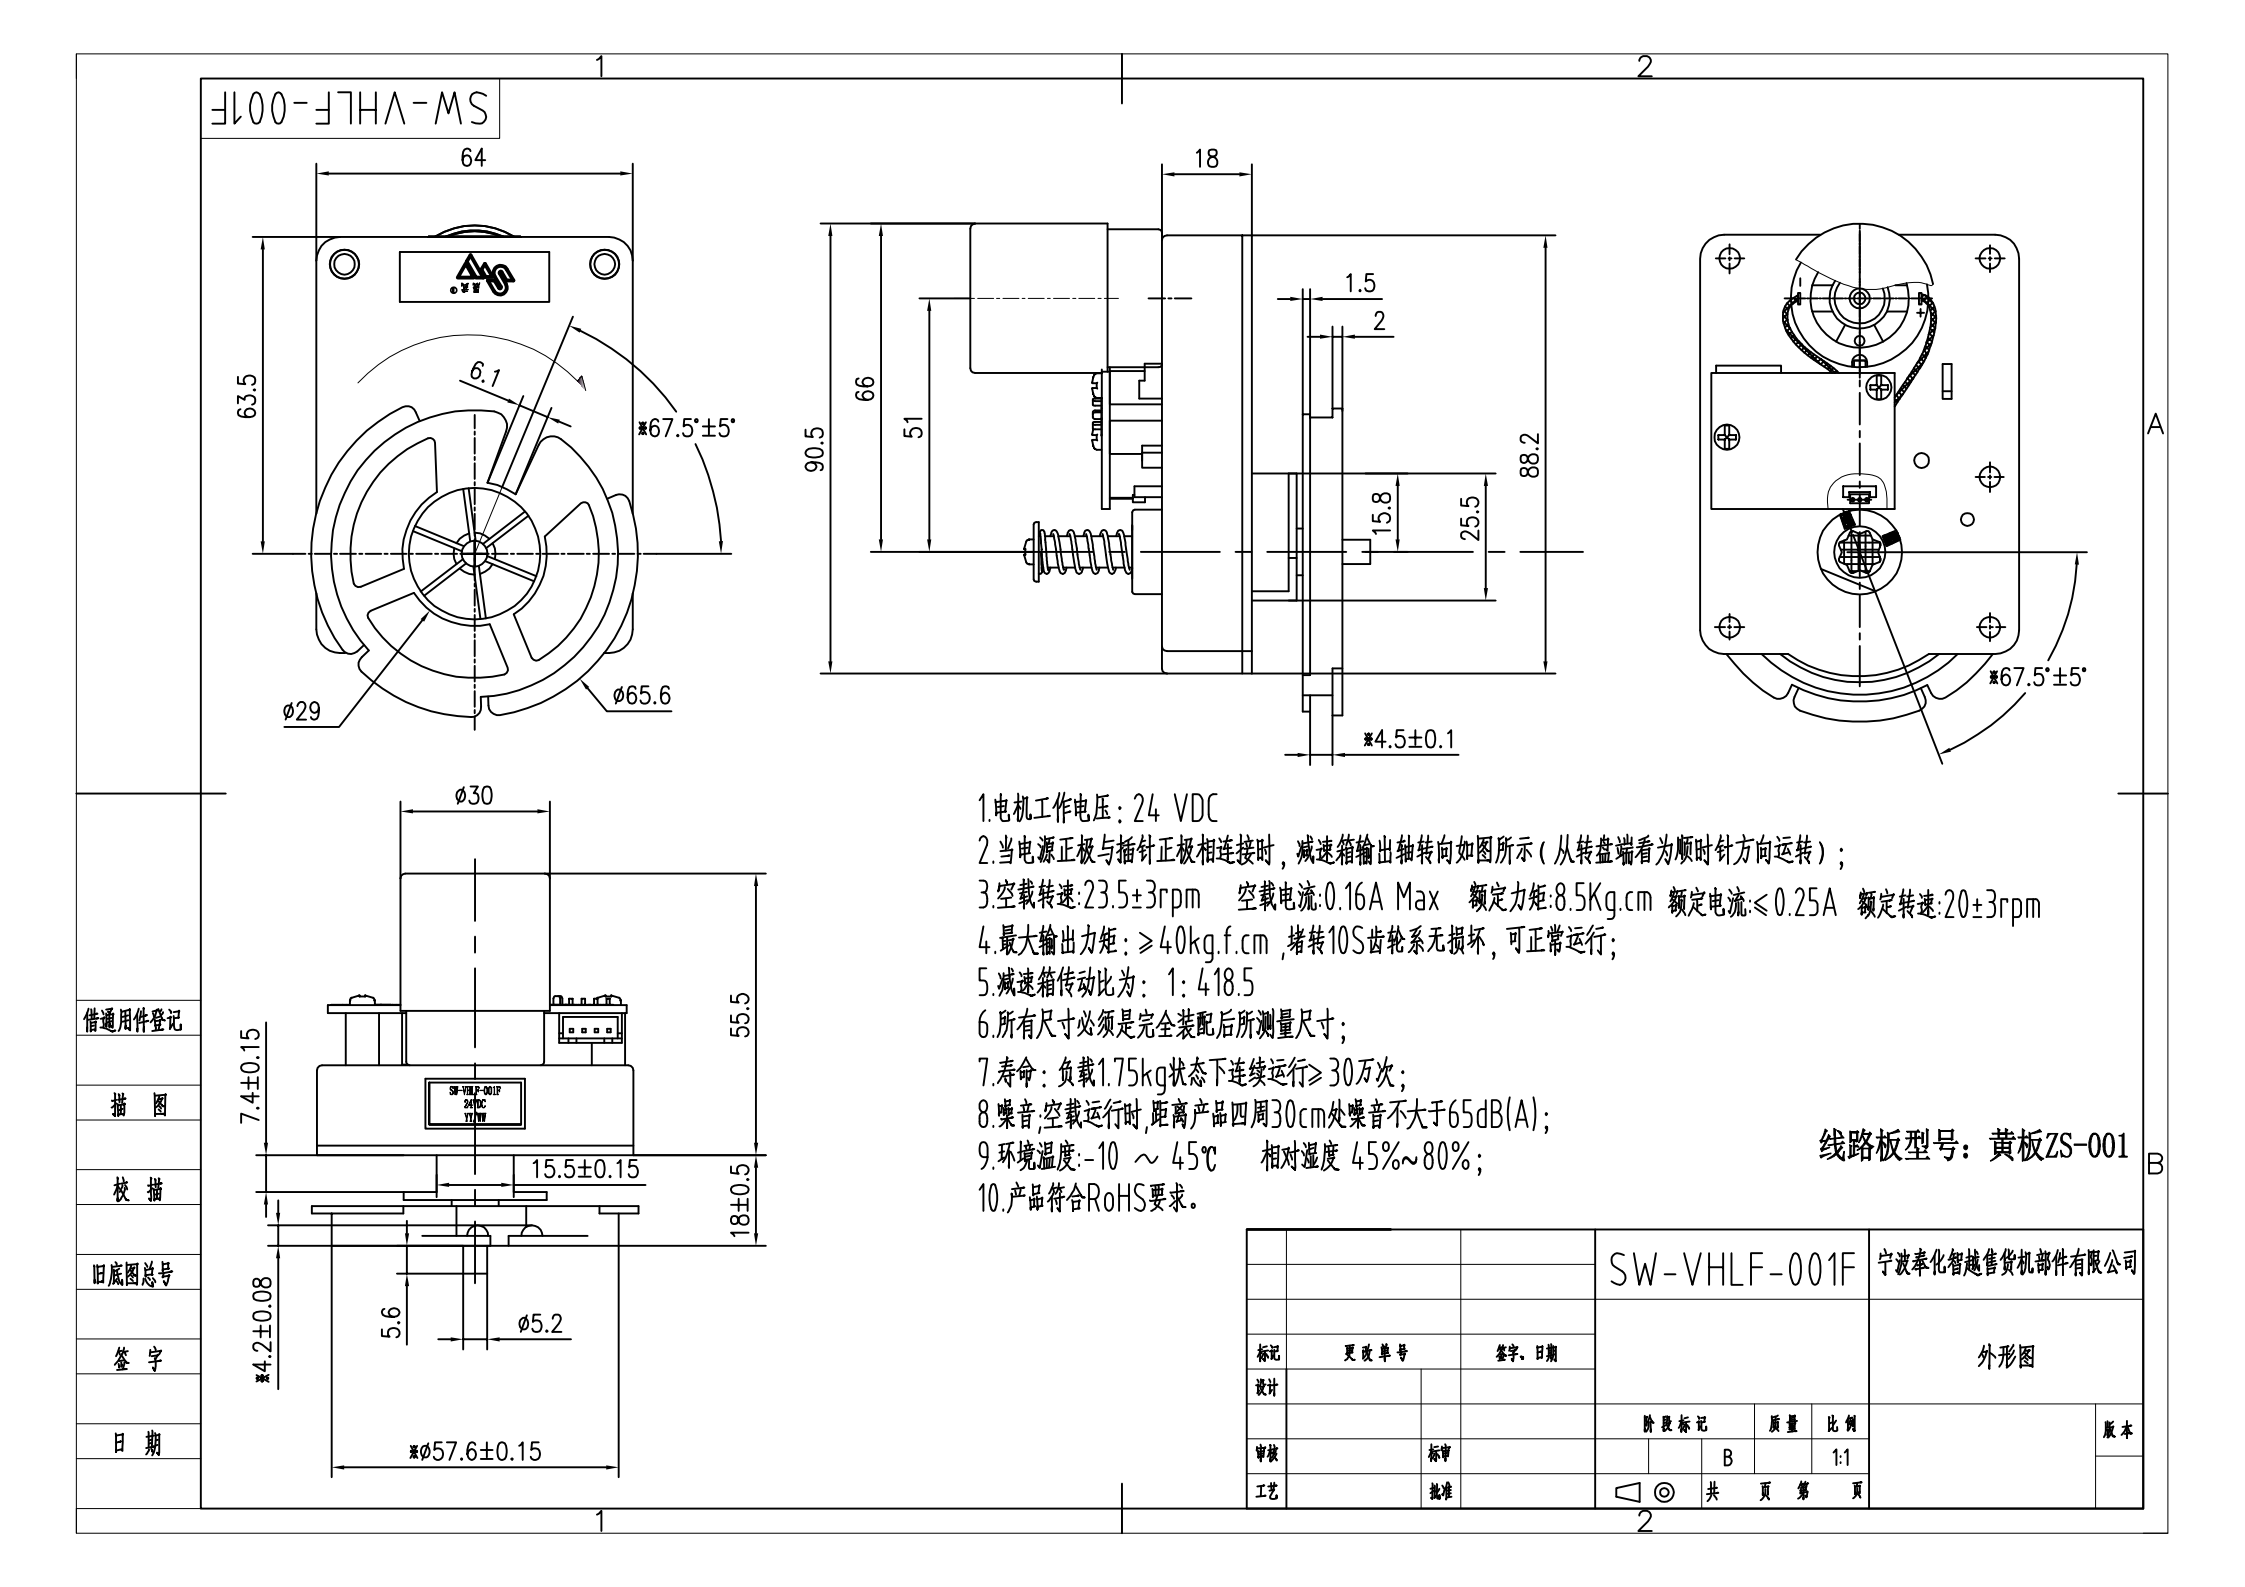 1
2
SW-VHLF-001F
64
63.5
6.1
※67.5°±5°
ø29
ø65.6
18
90.5
66
51
1.5
2
15.8
25.5
88.2
※4.5±0.1
-
+
※67.5°±5°
A
ø30
55.5
7.4±0.15
SW-VHLF-001F
24VDC
YY/WW
15.5±0.15
18±0.5
※4.2±0.08
5.6
ø5.2
※ø57.6±0.15
1.电机工作电压: 24 VDC
2.当电源正极与插针正极相连接时, 减速箱输出轴转向如图所示(从转盘端看为顺时针方向运转);
3.空载转速:23.5±3rpm 空载电流:0.16A Max 额定力矩:8.5Kg.cm 额定电流:≤0.25A 额定转速:20±3rpm
4.最大输出力矩: ≥40kg.f.cm ,堵转10S齿轮系无损坏, 可正常运行;
5.减速箱传动比为: 1: 418.5
6.所有尺寸必须是完全装配后所测量尺寸;
7.寿命: 负载1.75kg状态下连续运行≥30万次;
8.噪音;空载运行时,距离产品四周30cm处噪音不大于65dB(A);
9.环境温度:-10 ～ 45℃ 相对湿度 45%~80%;
10.产品符合RoHS要求。
线路板型号：黄板ZS-001
B
借通用件登记
描 图
校 描
旧底图总号
签 字
日 期
SW-VHLF-001F
宁波奉化智越售货机部件有限公司
标记 更改单号 签字、日期
外形图
设计
阶段标记 质量 比例
版本
审核 标审
B 1:1
工艺 批准
共 页 第 页
1
2